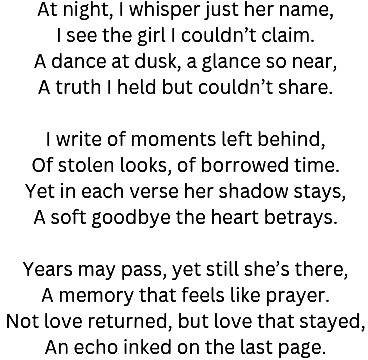 At night, I whisper just her name,
I see the girl I couldn’t claim.
A dance at dusk, a glance so near,
A truth I held but couldn’t share.
I write of moments left behind,
Of stolen looks, of borrowed time.
Yet in each verse her shadow stays,
A soft goodbye the heart betrays.
Years may pass, yet still she’s there,
A memory that feels like prayer.
Not love returned, but love that stayed,
An echo inked on the last page.